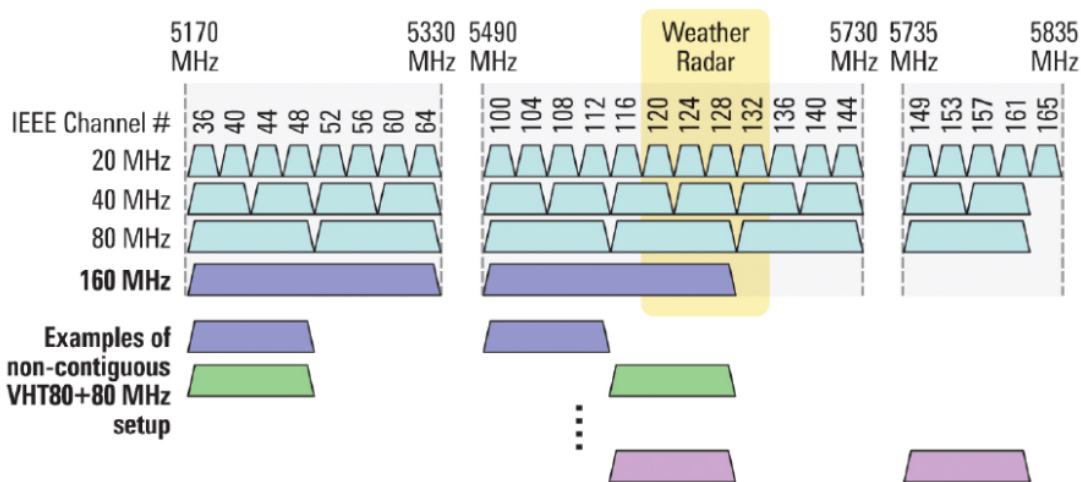 5170 MHz 5330 MHz 5490 MHz Weather Radar 5730 MHz 5735 MHz 5835 MHz
IEEE Channel # 36 40 44 48 52 56 60 64 100 104 108 112 116 120 124 128 132 136 140 144 149 153 157 161 165
20 MHz
40 MHz
80 MHz
160 MHz
Examples of
non-contiguous
VHT80+80 MHz
setup